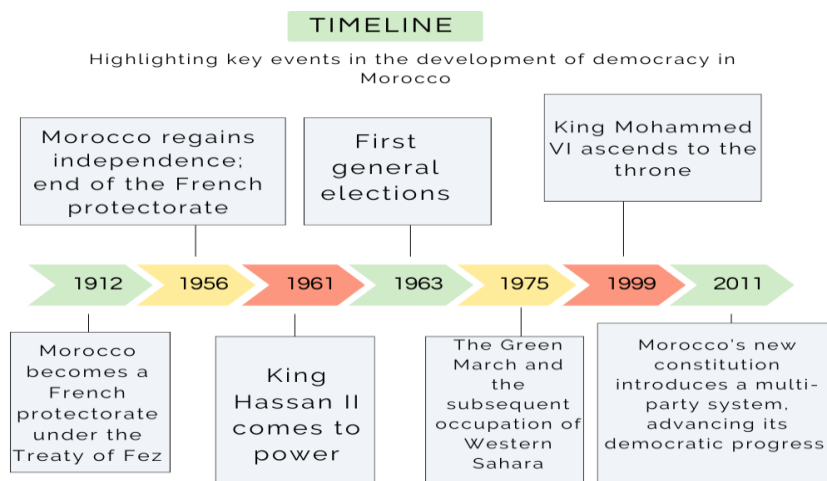 TIMELINE
Highlighting key events in the development of democracy in
Morocco
Morocco regains
independence;
end of the French
protectorate
First
general
elections
King Mohammed
VI ascends to the
throne
1912
1956
1961
1963
1975
1999
2011
Morocco
becomes a
French
protectorate
under the
Treaty of Fez
King
Hassan II
comes to
power
The Green
March and
the
subsequent
occupation of
Western
Sahara
Morocco's new
constitution
introduces a multi-
party system,
advancing its
democratic progress